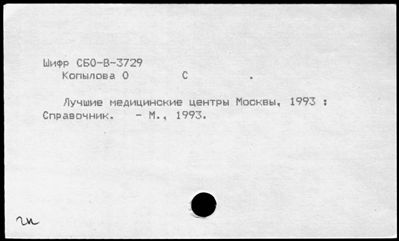 Шифр СБО-В-3729
Копылова О С .
Лучшие медицинские центры Москвы, 1993 :
Справочник. - М., 1993.